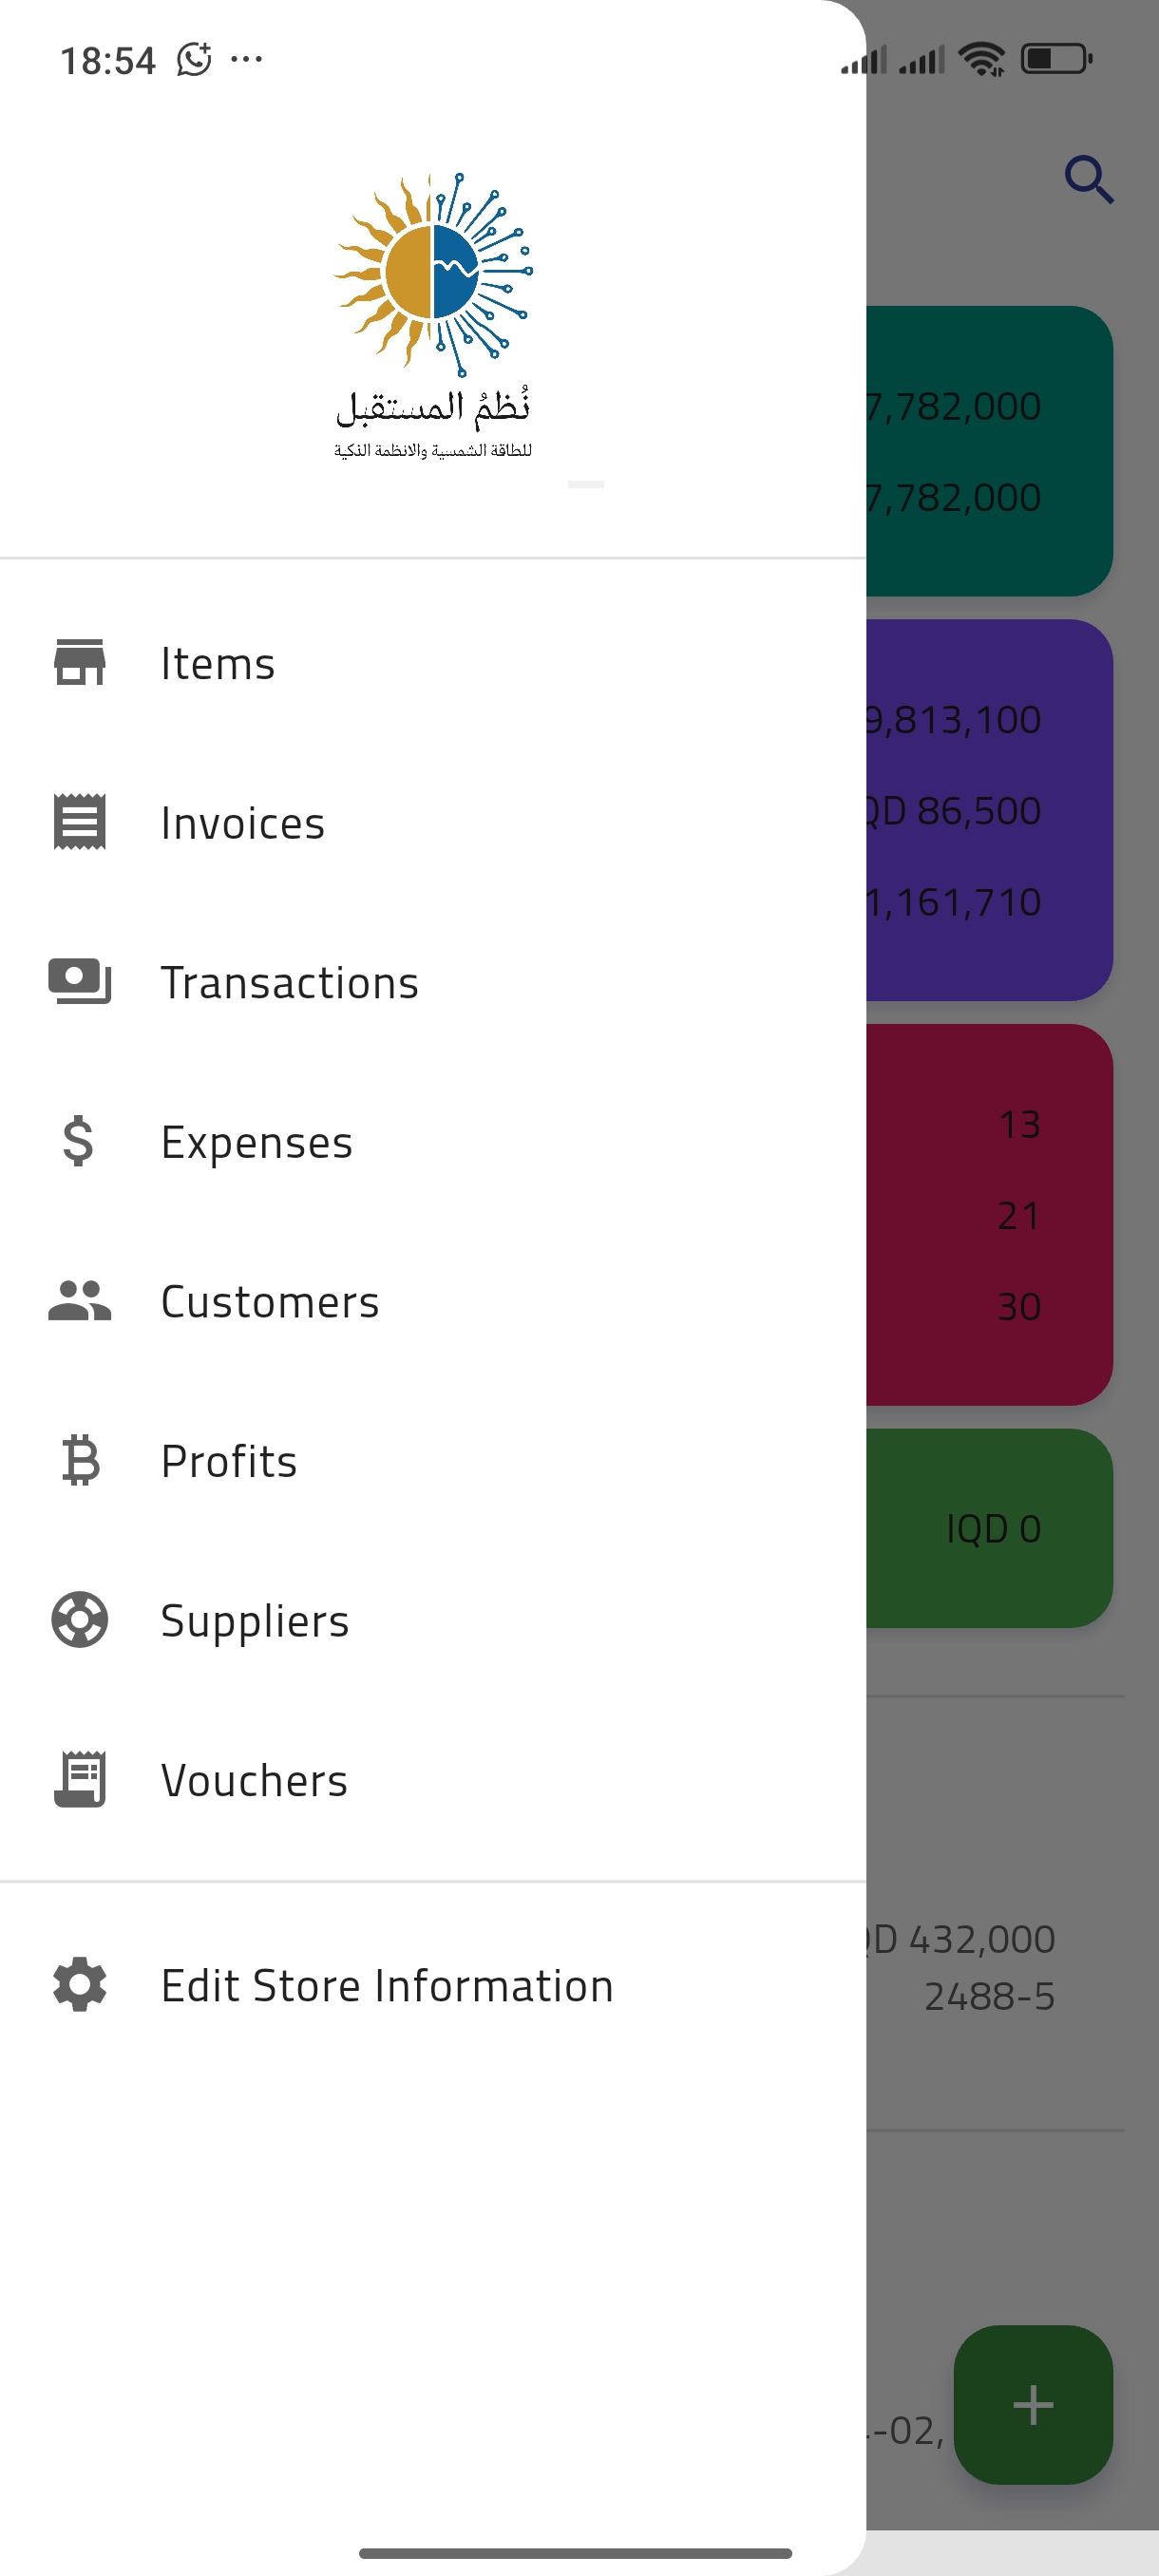 18:54
نُظمُ المستقبل
للطاقة الشمسية والانظمة الذكية
7,782,000
7,782,000
Items
9,813,100
Invoices
QD 86,500
1,161,710
Transactions
13
Expenses
21
30
Customers
Profits
IQD 0
Suppliers
Vouchers
QD 432,000
Edit Store Information
2488-5
-02,